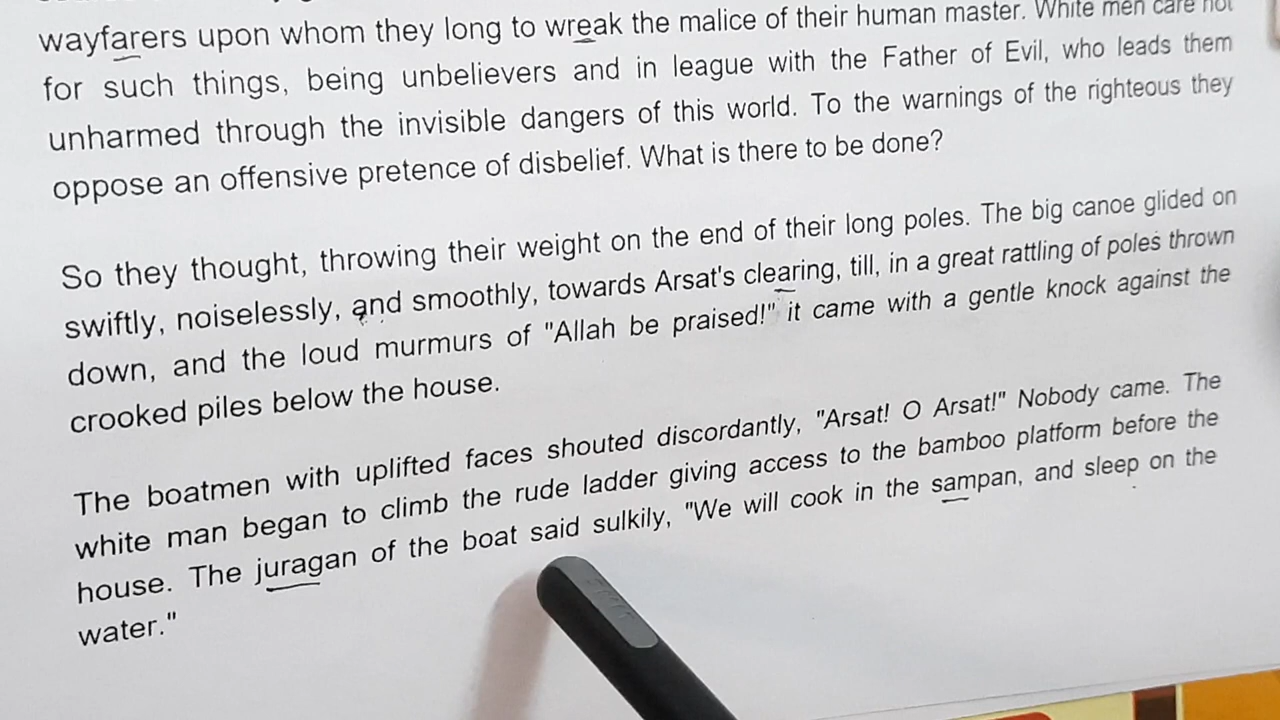 wayfarers upon whom they long to wreak the malice of their human master. White men care not
for such things, being unbelievers and in league with the Father of Evil, who leads them
unharmed through the invisible dangers of this world. To the warnings of the righteous they
oppose an offensive pretence of disbelief. What is there to be done?
So they thought, throwing their weight on the end of their long poles. The big canoe glided on
swiftly, noiselessly, and smoothly, towards Arsat's clearing, till, in a great rattling of poles thrown
down, and the loud murmurs of "Allah be praised!" it came with a gentle knock against the
crooked piles below the house.
The boatmen with uplifted faces shouted discordantly, "Arsat! O Arsat!" Nobody came. The
white man began to climb the rude ladder giving access to the bamboo platform before the
house. The juragan of the boat said sulkily, "We will cook in the sampan, and sleep on the
water."